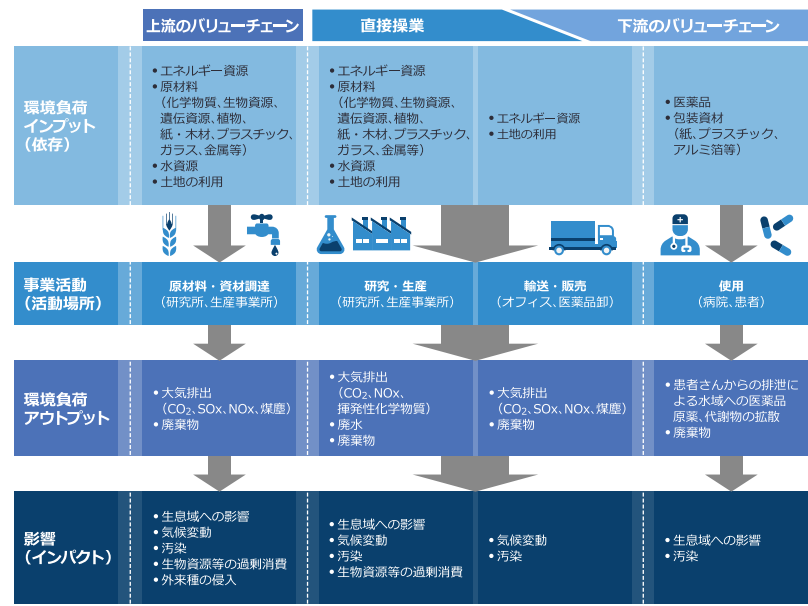 上流のバリューチェーン
直接操業
下流のバリューチェーン
環境負荷
インプット
（依存）
• エネルギー資源
• 原材料
（化学物質、生物資源、
遺伝資源、植物、
紙・木材、プラスチック、
ガラス、金属等）
• 水資源
• 土地の利用
• エネルギー資源
• 原材料
（化学物質、生物資源、
遺伝資源、植物、
紙・木材、プラスチック、
ガラス、金属等）
• 水資源
• 土地の利用
• エネルギー資源
• 土地の利用
• 医薬品
• 包装資材
（紙、プラスチック、
アルミ箔等）
事業活動
（活動場所）
原材料・資材調達
（研究所、生産事業所）
研究・生産
（研究所、生産事業所）
輸送・販売
（オフィス、医薬品卸）
使用
（病院、患者）
環境負荷
アウトプット
• 大気排出
（CO₂、SOx、NOx、煤塵）
• 廃棄物
• 大気排出
（CO₂、NOx、
揮発性化学物質）
• 廃水
• 廃棄物
• 大気排出
（CO₂、SOx、NOx、煤塵）
• 廃棄物
• 患者さんからの排泄に
よる水域への医薬品
原薬、代謝物の拡散
• 廃棄物
影響
（インパクト）
• 生息域への影響
• 気候変動
• 汚染
• 生物資源等の過剰消費
• 外来種の侵入
• 生息域への影響
• 気候変動
• 汚染
• 生物資源等の過剰消費
• 気候変動
• 汚染
• 生息域への影響
• 汚染